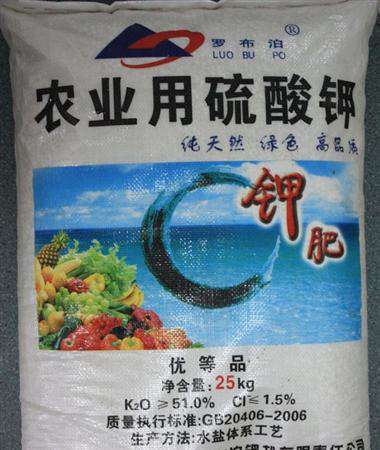 罗布泊®
LUO BU PO
农业用硫酸钾
纯天然 绿色 高品质
钾
肥
优等品
净含量:25kg
K₂O≥51.0% Cl≤1.5%
质量执行标准:GB20406-2006
生产方法:水盐体系工艺